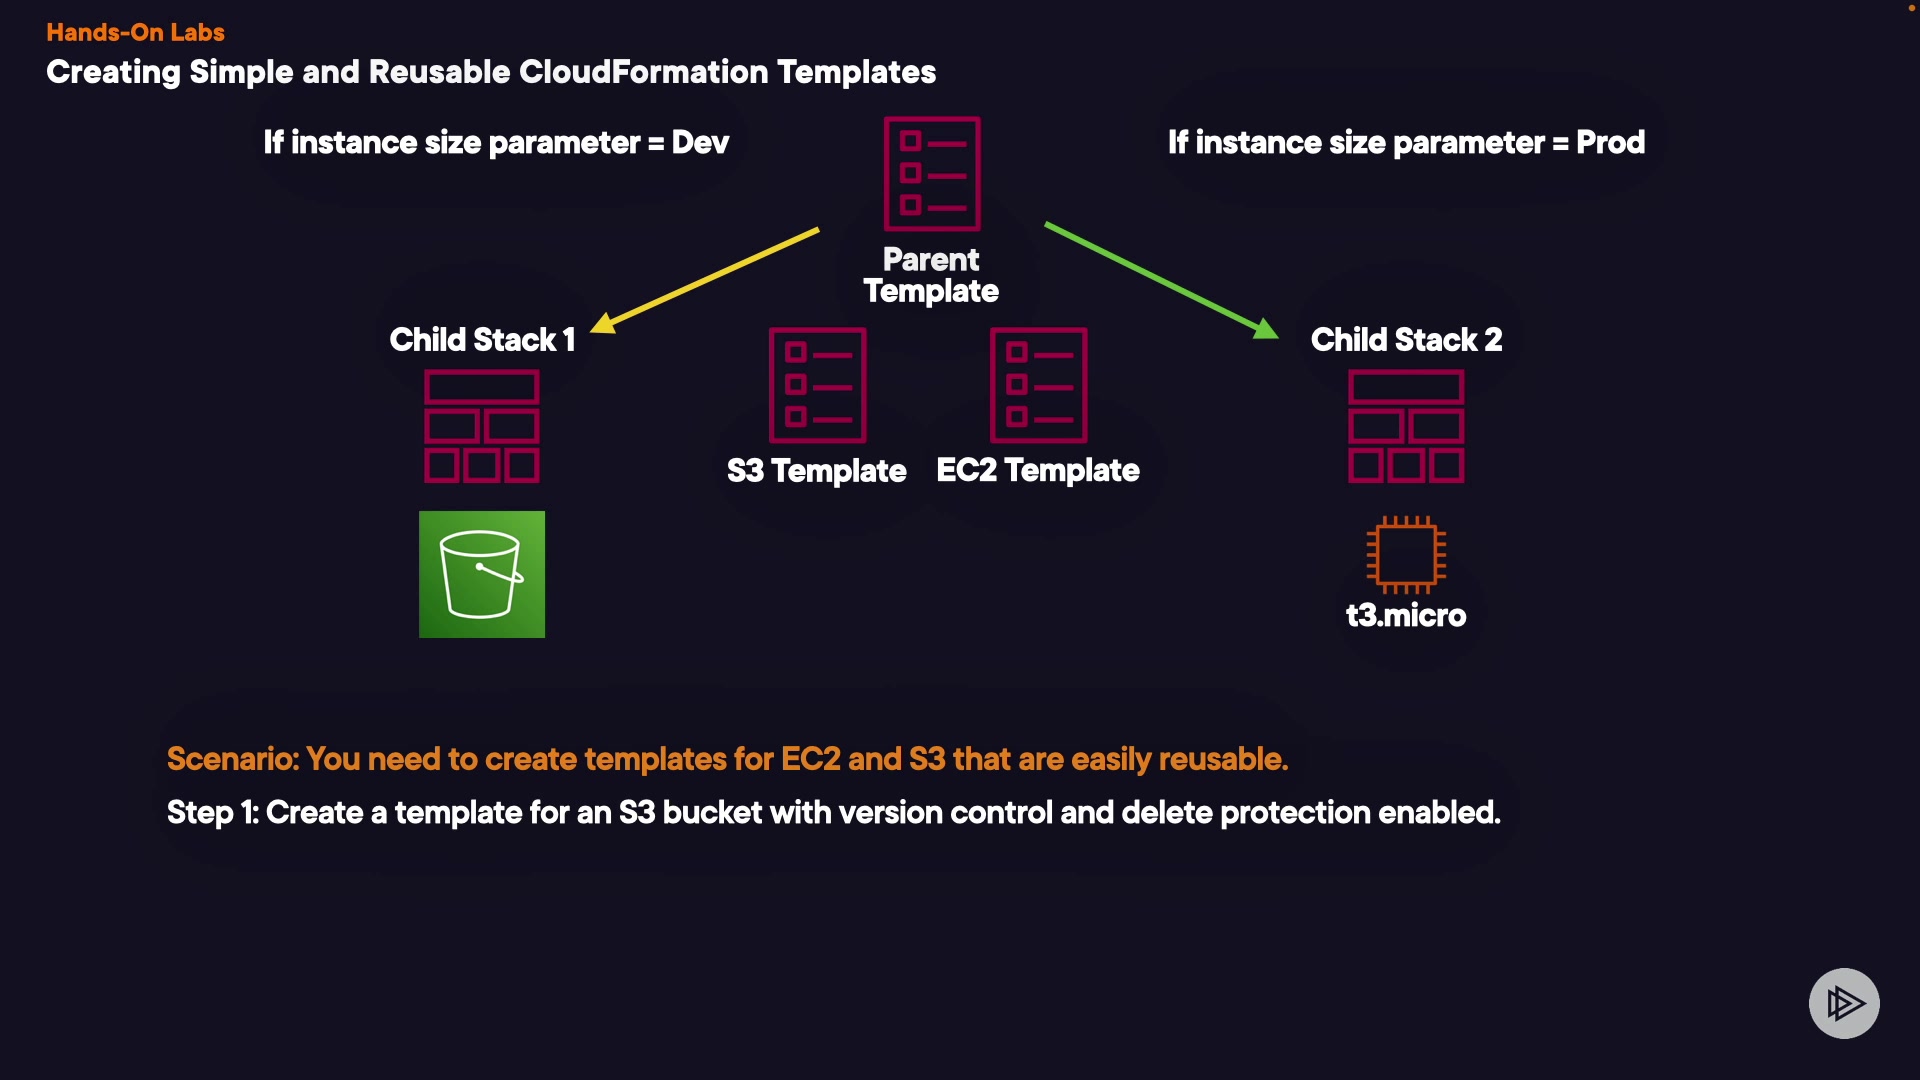 Hands-On Labs
Creating Simple and Reusable CloudFormation Templates
If instance size parameter = Dev
If instance size parameter = Prod
Parent
Template
Child Stack 1
Child Stack 2
S3 Template
EC2 Template
t3.micro
Scenario: You need to create templates for EC2 and S3 that are easily reusable.
Step 1: Create a template for an S3 bucket with version control and delete protection enabled.